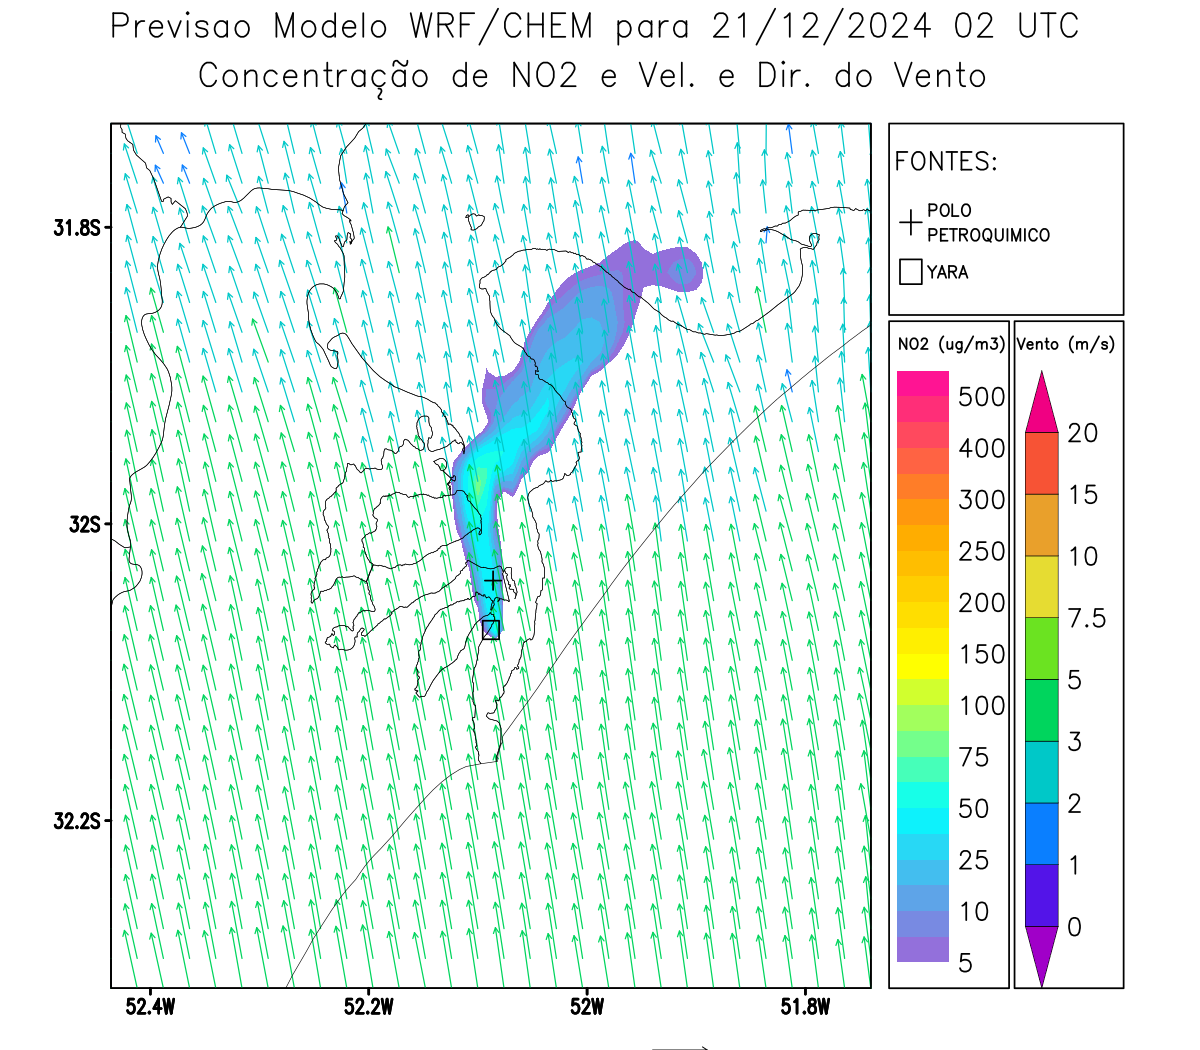 Previsao Modelo WRF/CHEM para 21/12/2024 02 UTC
Concentração de NO2 e Vel. e Dir. do Vento
FONTES:
POLO
PETROQUIMICO
YARA
NO2 (ug/m3)
500
400
300
250
200
150
100
75
50
25
10
5
Vento (m/s)
20
15
10
7.5
5
3
2
1
0
31.8S
32S
32.2S
52.4W
52.2W
52W
51.8W